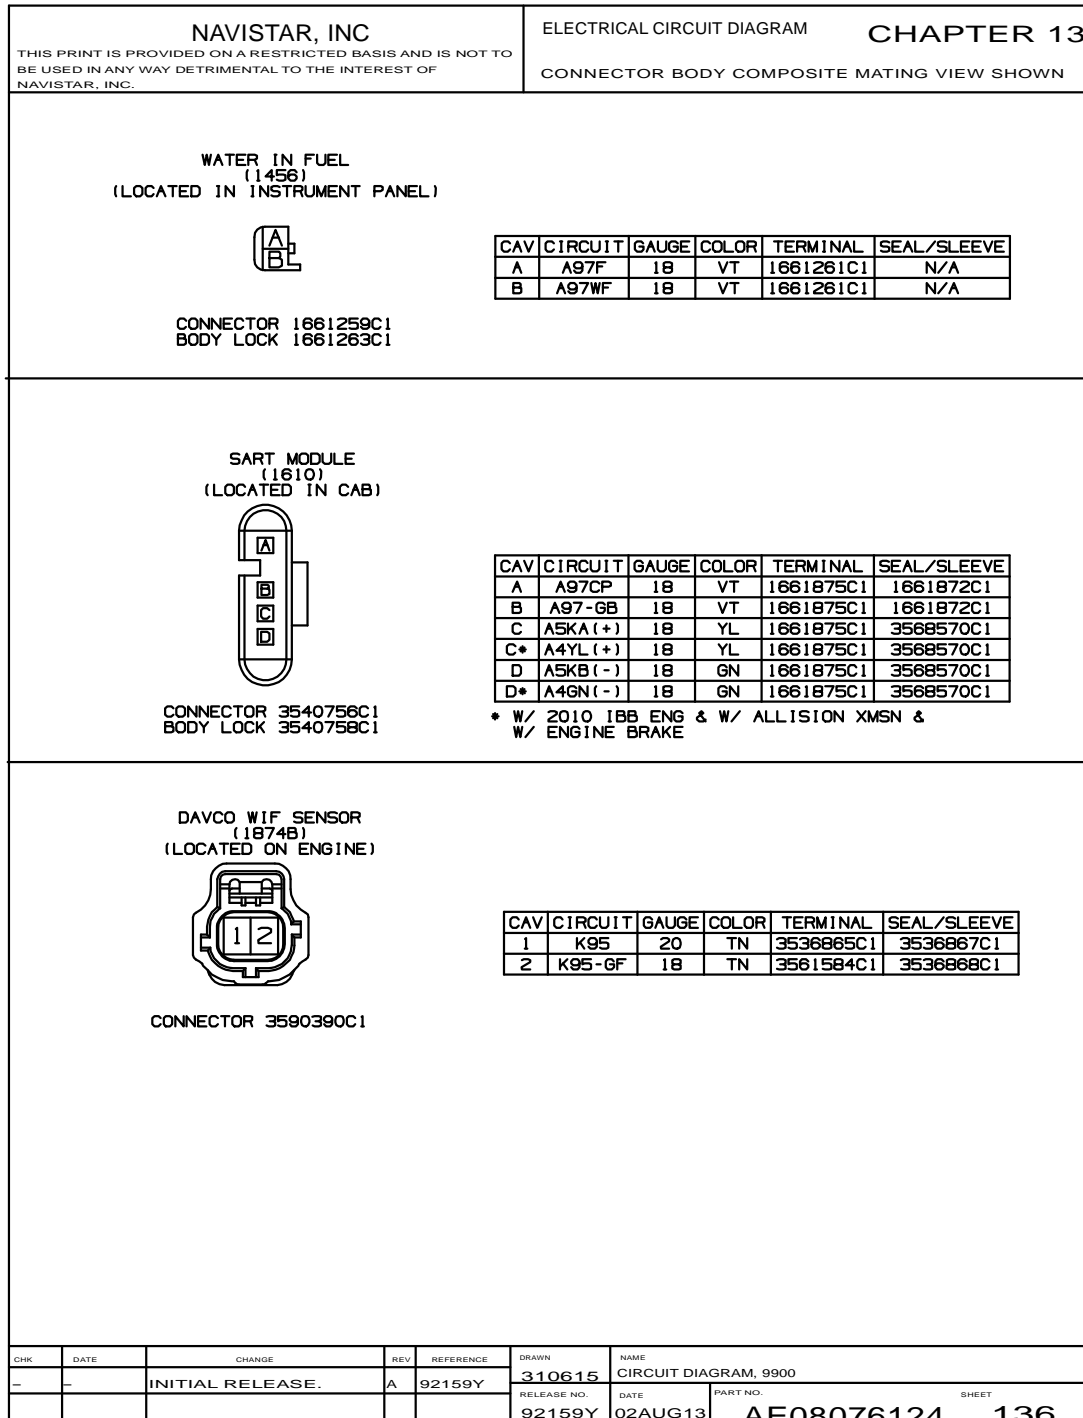 NAVISTAR, INC
THIS PRINT IS PROVIDED ON A RESTRICTED BASIS AND IS NOT TO
BE USED IN ANY WAY DETRIMENTAL TO THE INTEREST OF
NAVISTAR, INC.
ELECTRICAL CIRCUIT DIAGRAM CHAPTER 13
CONNECTOR BODY COMPOSITE MATING VIEW SHOWN
WATER IN FUEL
(1456)
(LOCATED IN INSTRUMENT PANEL)
A
B
CONNECTOR 1661259C1
BODY LOCK 1661263C1
CAV CIRCUIT GAUGE COLOR TERMINAL SEAL/SLEEVE
A A97F 18 VT 1661261C1 N/A
B A97WF 18 VT 1661261C1 N/A
SART MODULE
(1610)
(LOCATED IN CAB)
A
B
C
D
CONNECTOR 3540756C1
BODY LOCK 3540758C1
CAV CIRCUIT GAUGE COLOR TERMINAL SEAL/SLEEVE
A A97CP 18 VT 1661875C1 1661872C1
B A97-GB 18 VT 1661875C1 1661872C1
C A5KA(+) 18 YL 1661875C1 3568570C1
C* A4YL(+) 18 YL 1661875C1 3568570C1
D A5KB(-) 18 GN 1661875C1 3568570C1
D* A4GN(-) 18 GN 1661875C1 3568570C1
* W/ 2010 IBB ENG & W/ ALLISION XMSN &
W/ ENGINE BRAKE
DAVCO WIF SENSOR
(1874B)
(LOCATED ON ENGINE)
1 2
CONNECTOR 3590390C1
CAV CIRCUIT GAUGE COLOR TERMINAL SEAL/SLEEVE
1 K95 20 TN 3536865C1 3536867C1
2 K95-GF 18 TN 3561584C1 3536868C1
CHK DATE CHANGE REV REFERENCE
– – INITIAL RELEASE. A 92159Y
DRAWN NAME
310615 CIRCUIT DIAGRAM, 9900
RELEASE NO. DATE PART NO. SHEET
92159Y 02AUG13 AE08076124 136